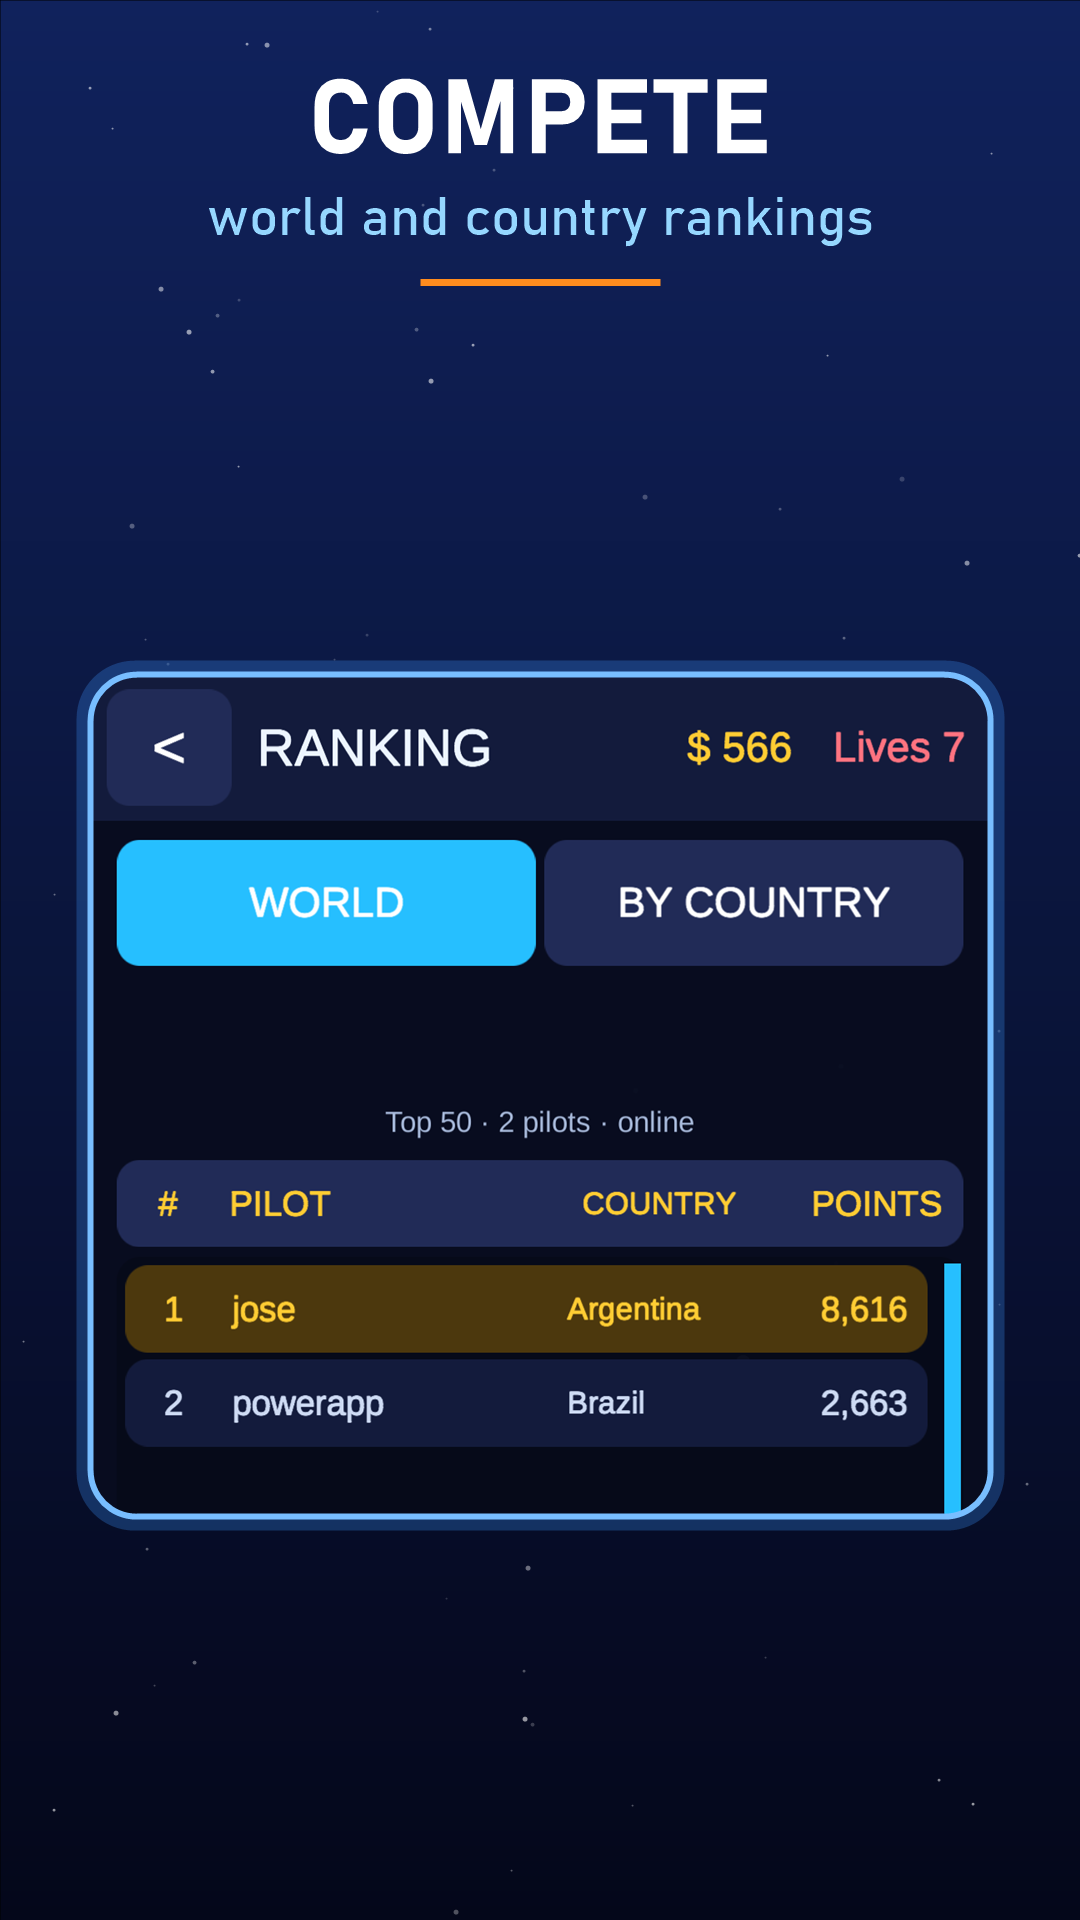 COMPETE
world and country rankings
< RANKING $ 566 Lives 7
WORLD BY COUNTRY
Top 50 · 2 pilots · online
# PILOT COUNTRY POINTS
1 jose Argentina 8,616
2 powerapp Brazil 2,663